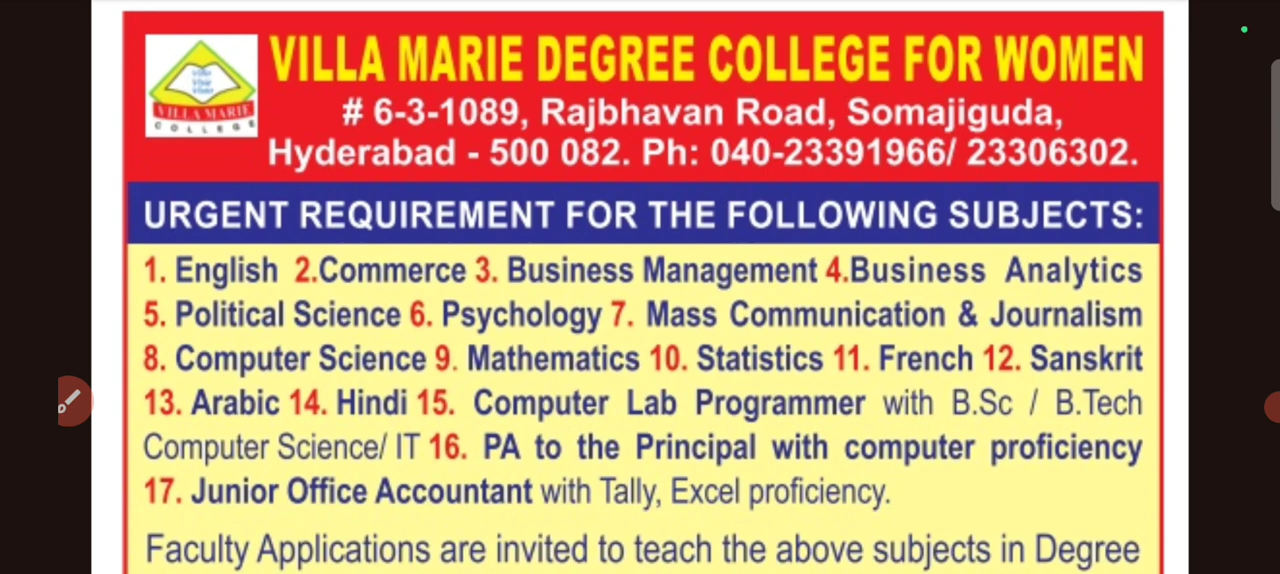 VILLA MARIE
COLLEGE
VILLA MARIE DEGREE COLLEGE FOR WOMEN
# 6-3-1089, Rajbhavan Road, Somajiguda,
Hyderabad - 500 082. Ph: 040-23391966/ 23306302.
URGENT REQUIREMENT FOR THE FOLLOWING SUBJECTS:
1. English 2.Commerce 3. Business Management 4.Business Analytics
5. Political Science 6. Psychology 7. Mass Communication & Journalism
8. Computer Science 9. Mathematics 10. Statistics 11. French 12. Sanskrit
13. Arabic 14. Hindi 15. Computer Lab Programmer with B.Sc / B.Tech
Computer Science/ IT 16. PA to the Principal with computer proficiency
17. Junior Office Accountant with Tally, Excel proficiency.
Faculty Applications are invited to teach the above subjects in Degree